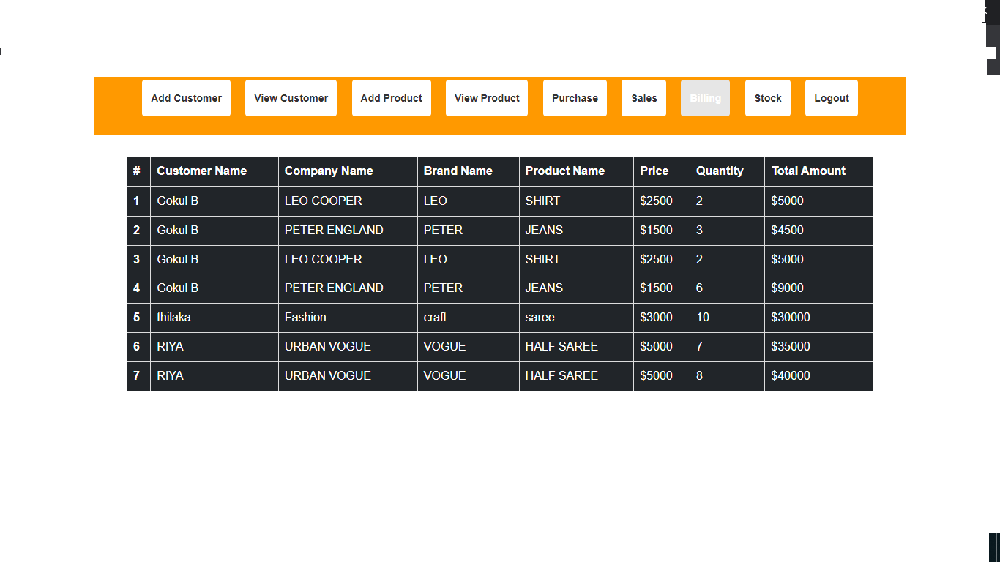 Add Customer View Customer Add Product View Product Purchase Sales Billing Stock Logout
# Customer Name Company Name Brand Name Product Name Price Quantity Total Amount
1 Gokul B LEO COOPER LEO SHIRT $2500 2 $5000
2 Gokul B PETER ENGLAND PETER JEANS $1500 3 $4500
3 Gokul B LEO COOPER LEO SHIRT $2500 2 $5000
4 Gokul B PETER ENGLAND PETER JEANS $1500 6 $9000
5 thilaka Fashion craft saree $3000 10 $30000
6 RIYA URBAN VOGUE VOGUE HALF SAREE $5000 7 $35000
7 RIYA URBAN VOGUE VOGUE HALF SAREE $5000 8 $40000